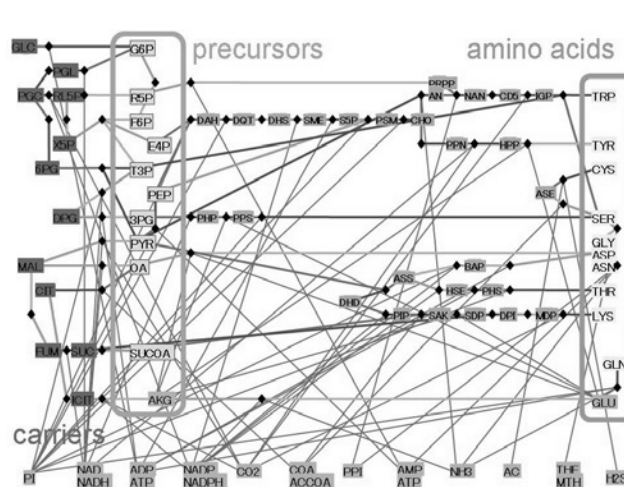 precursors
amino acids
GLC
G6P
PGL
PRPP
PGC
RL5P
R5P
AN
NAN
CD5
IGP
TRP
F6P
DAH
DQT
DHS
SME
S5P
PSM
CHO
X5P
E4P
PPN
HPP
TYR
6PG
T3P
CYS
PEP
ASE
DPG
3PG
PHP
PPS
SER
PYR
GLY
ASP
MAL
OA
BAP
ASN
ASS
CIT
HSE
PHS
THR
DHD
PIP
SAK
SDP
DPI
MDP
LYS
FUM
SUC
SUCOA
GLN
ICIT
AKG
GLU
carriers
PI
NAD
NADH
ADP
ATP
NADP
NADPH
CO2
COA
ACCOA
PPI
AMP
ATP
NH3
AC
THF
MTH
H2S